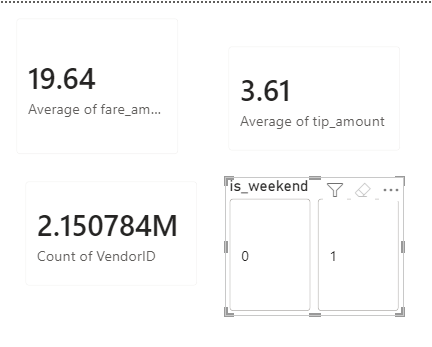 19.64
Average of fare_am...
3.61
Average of tip_amount
2.150784M
Count of VendorID
is_weekend
0
1